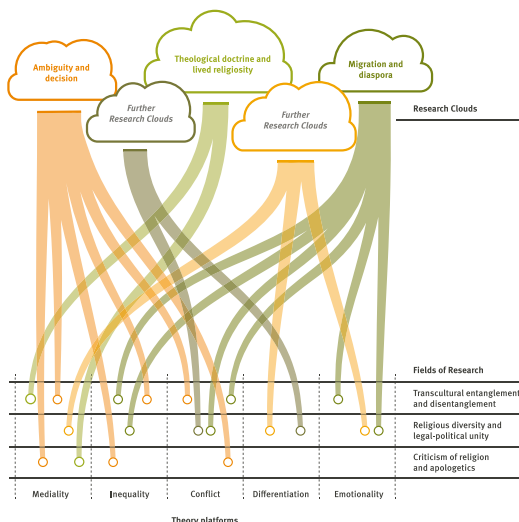 Ambiguity and
decision
Theological doctrine and
lived religiosity
Migration and
diaspora
Further
Research Clouds
Further
Research Clouds
Research Clouds
Fields of Research
Transcultural entanglement
and disentanglement
Religious diversity and
legal-political unity
Criticism of religion
and apologetics
Mediality
Inequality
Conflict
Differentiation
Emotionality
Theory platforms